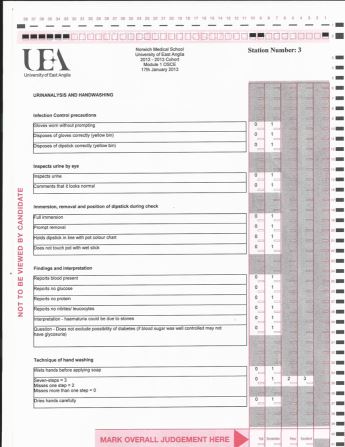 Norwich Medical School
University of East Anglia
2012 - 2013 Cohort
Module 1 OSCE
17th January 2013
Station Number: 3
UEA
University of East Anglia
URINANALYSIS AND HANDWASHING
Infection Control precautions
Gloves worn without prompting 0 1
Disposes of gloves correctly (yellow bin) 0 1
Disposes of dipstick correctly (yellow bin) 0 1
Inspects urine by eye
Inspects urine 0 1
Comments that it looks normal 0 1
Immersion, removal and position of dipstick during check
Full immersion 0 1
Prompt removal 0 1
Holds dipstick in line with pot colour chart 0 1
Does not touch pot with wet stick 0 1
Findings and interpretation
Reports blood present 0 1
Reports no glucose 0 1
Reports no protein 0 1
Reports no nitrites/ leucocytes 0 1
Interpretation - haematuria could be due to stones 0 1
Question - Does not exclude possibility of diabetes (if blood sugar was well controlled may not 0 1
have glycosuria)
Technique of hand washing
Wets hands before applying soap 0 1
Seven-steps = 3 0 1 2 3
Misses one step = 2
Misses more than one step = 0
Dries hands carefully 0 1
NOT TO BE VIEWED BY CANDIDATE
MARK OVERALL JUDGEMENT HERE